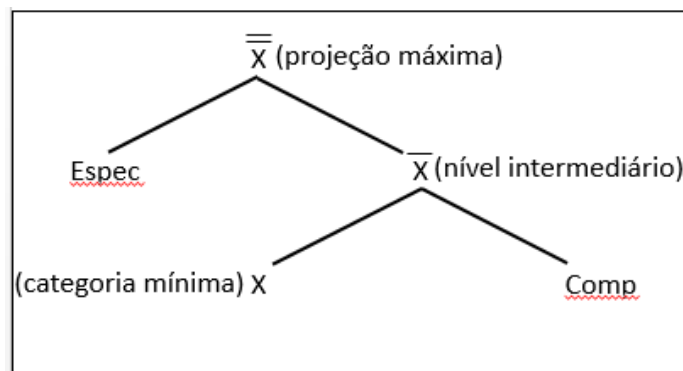 X̿ (projeção máxima)
Espec
X̅ (nível intermediário)
(categoria mínima) X
Comp